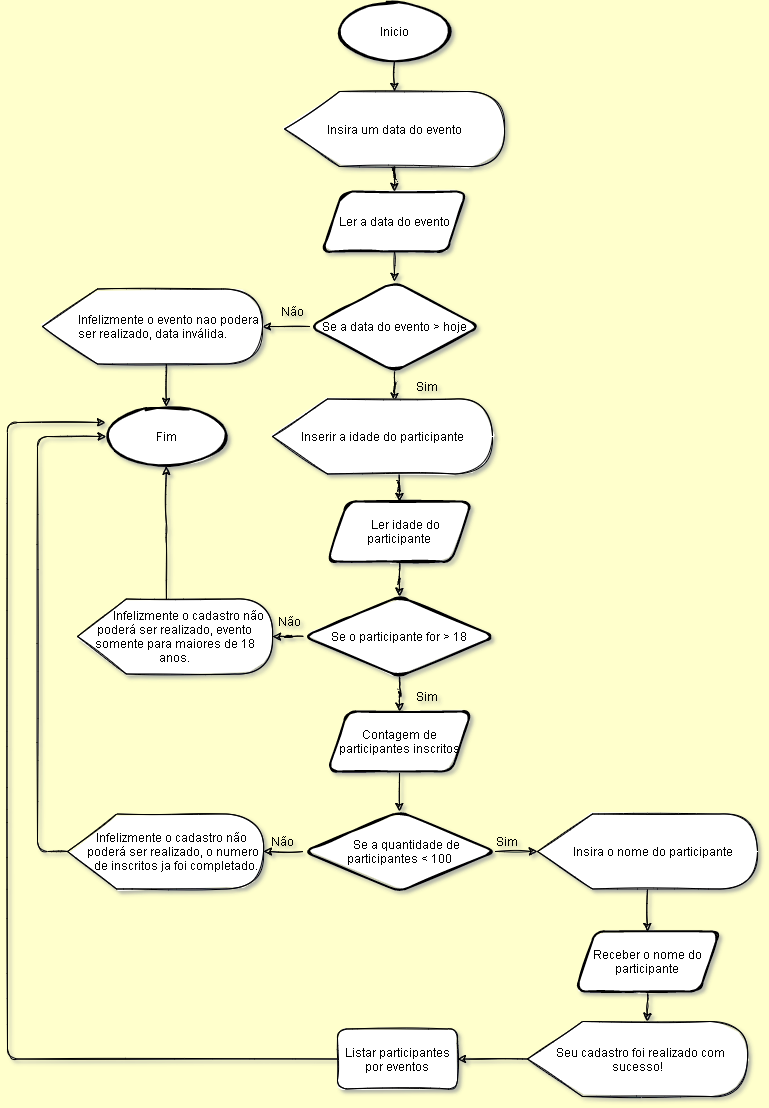 Inicio
Insira um data do evento
Ler a data do evento
Se a data do evento > hoje
Não
Infelizmente o evento nao podera
ser realizado, data inválida.
Sim
Fim
Inserir a idade do participante
Ler idade do
participante
Se o participante for > 18
Não
Infelizmente o cadastro não
poderá ser realizado, evento
somente para maiores de 18
anos.
Sim
Contagem de
participantes inscritos
Se a quantidade de
participantes < 100
Não
Infelizmente o cadastro não
poderá ser realizado, o numero
de inscritos ja foi completado.
Sim
Insira o nome do participante
Receber o nome do
participante
Seu cadastro foi realizado com
sucesso!
Listar participantes
por eventos